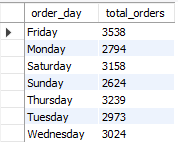 order_day total_orders
Friday 3538
Monday 2794
Saturday 3158
Sunday 2624
Thursday 3239
Tuesday 2973
Wednesday 3024